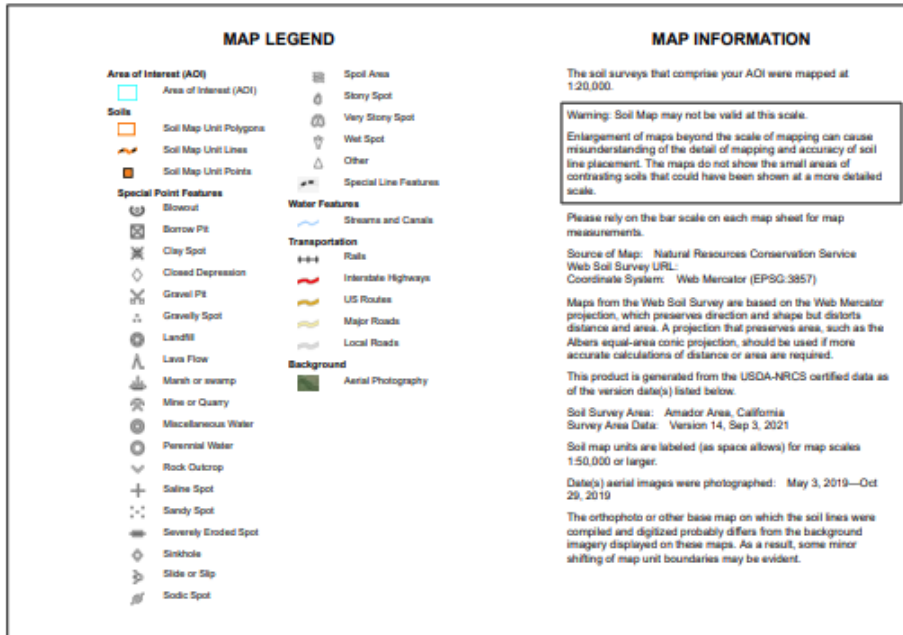 MAP LEGEND
Area of Interest (AOI)
Area of Interest (AOI)
Soils
Soil Map Unit Polygons
Soil Map Unit Lines
Soil Map Unit Points
Special Point Features
Blowout
Borrow Pit
Clay Spot
Closed Depression
Gravel Pit
Gravelly Spot
Landfill
Lava Flow
Marsh or swamp
Mine or Quarry
Miscellaneous Water
Perennial Water
Rock Outcrop
Saline Spot
Sandy Spot
Severely Eroded Spot
Sinkhole
Slide or Slip
Sodic Spot
Spoil Area
Stony Spot
Very Stony Spot
Wet Spot
Other
Special Line Features
Water Features
Streams and Canals
Transportation
Rails
Interstate Highways
US Routes
Major Roads
Local Roads
Background
Aerial Photography
MAP INFORMATION
The soil surveys that comprise your AOI were mapped at
1:20,000.
Warning: Soil Map may not be valid at this scale.
Enlargement of maps beyond the scale of mapping can cause
misunderstanding of the detail of mapping and accuracy of soil
line placement. The maps do not show the small areas of
contrasting soils that could have been shown at a more detailed
scale.
Please rely on the bar scale on each map sheet for map
measurements.
Source of Map: Natural Resources Conservation Service
Web Soil Survey URL:
Coordinate System: Web Mercator (EPSG:3857)
Maps from the Web Soil Survey are based on the Web Mercator
projection, which preserves direction and shape but distorts
distance and area. A projection that preserves area, such as the
Albers equal-area conic projection, should be used if more
accurate calculations of distance or area are required.
This product is generated from the USDA-NRCS certified data as
of the version date(s) listed below.
Soil Survey Area: Amador Area, California
Survey Area Data: Version 14, Sep 3, 2021
Soil map units are labeled (as space allows) for map scales
1:50,000 or larger.
Date(s) aerial images were photographed: May 3, 2019—Oct
29, 2019
The orthophoto or other base map on which the soil lines were
compiled and digitized probably differs from the background
imagery displayed on these maps. As a result, some minor
shifting of map unit boundaries may be evident.